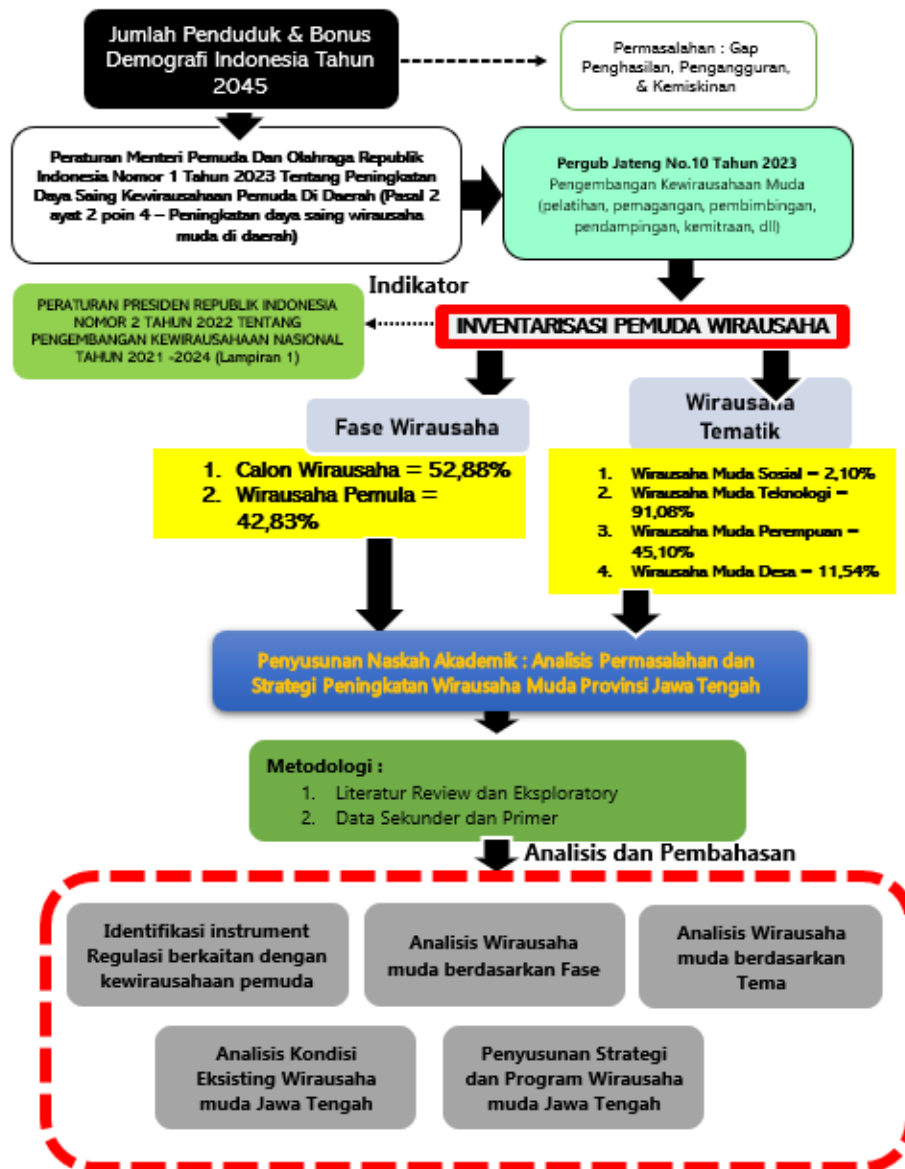 Jumlah Penduduk & Bonus
Demografi Indonesia Tahun
2045
Permasalahan : Gap
Penghasilan, Pengangguran,
& Kemiskinan
Peraturan Menteri Pemuda Dan Olahraga Republik
Indonesia Nomor 1 Tahun 2023 Tentang Peningkatan
Daya Saing Kewirausahaan Pemuda Di Daerah (Pasal 2
ayat 2 poin 4 – Peningkatan daya saing wirausaha
muda di daerah)
Pergub Jateng No.10 Tahun 2023
Pengembangan Kewirausahaan Muda
(pelatihan, pemagangan, pembimbingan,
pendampingan, kemitraan, dll)
Indikator
PERATURAN PRESIDEN REPUBLIK INDONESIA
NOMOR 2 TAHUN 2022 TENTANG
PENGEMBANGAN KEWIRAUSAHAAN NASIONAL
TAHUN 2021 -2024 (Lampiran 1)
INVENTARISASI PEMUDA WIRAUSAHA
Fase Wirausaha
Wirausaha
Tematik
1. Calon Wirausaha = 52,88%
2. Wirausaha Pemula =
42,83%
1. Wirausaha Muda Sosial = 2,10%
2. Wirausaha Muda Teknologi =
91,08%
3. Wirausaha Muda Perempuan =
45,10%
4. Wirausaha Muda Desa = 11,54%
Penyusunan Naskah Akademik : Analisis Permasalahan dan
Strategi Peningkatan Wirausaha Muda Provinsi Jawa Tengah
Metodologi :
1. Literatur Review dan Eksploratory
2. Data Sekunder dan Primer
Analisis dan Pembahasan
Identifikasi instrument
Regulasi berkaitan dengan
kewirausahaan pemuda
Analisis Wirausaha
muda berdasarkan Fase
Analisis Wirausaha
muda berdasarkan
Tema
Analisis Kondisi
Eksisting Wirausaha
muda Jawa Tengah
Penyusunan Strategi
dan Program Wirausaha
muda Jawa Tengah